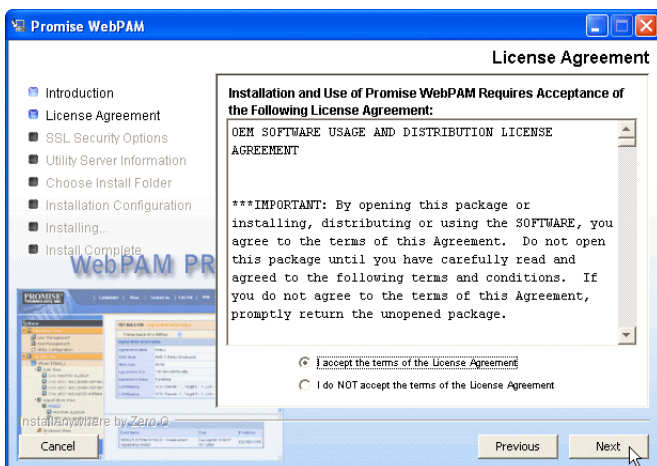 Promise WebPAM
License Agreement
Introduction
License Agreement
SSL Security Options
Utility Server Information
Choose Install Folder
Installation Configuration
Installing...
Install Complete
WebPAM PR
PROMISE
Installation and Use of Promise WebPAM Requires Acceptance of
the Following License Agreement:
OEM SOFTWARE USAGE AND DISTRIBUTION LICENSE
AGREEMENT
***IMPORTANT: By opening this package or
installing, distributing or using the SOFTWARE, you
agree to the terms of this Agreement. Do not open
this package until you have carefully read and
agreed to the following terms and conditions. If
you do not agree to the terms of this Agreement,
promptly return the unopened package.
I accept the terms of the License Agreement
I do NOT accept the terms of the License Agreement
InstallAnywhere by Zero G
Cancel
Previous
Next